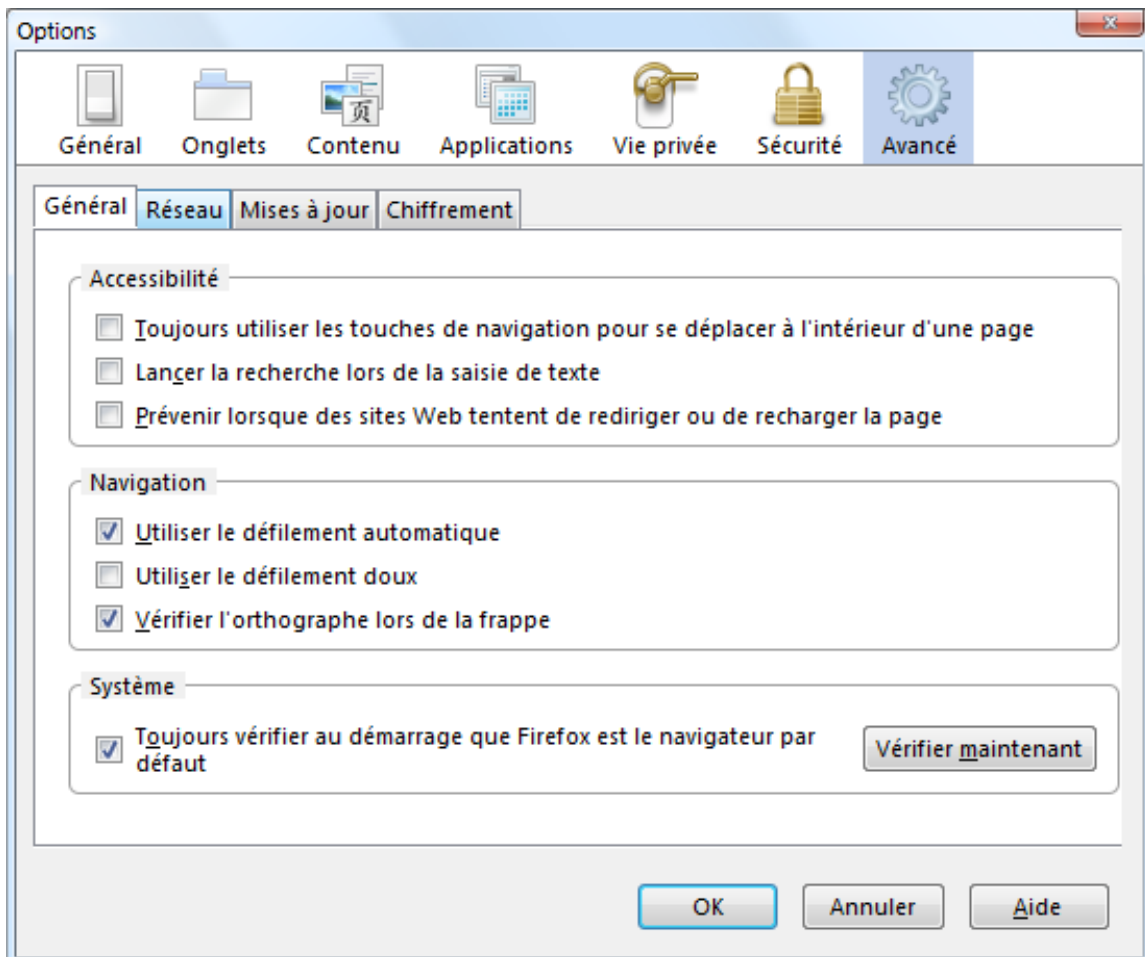 Options
页
Général Onglets Contenu Applications Vie privée Sécurité Avancé
Général Réseau Mises à jour Chiffrement
Accessibilité
Toujours utiliser les touches de navigation pour se déplacer à l'intérieur d'une page
Lancer la recherche lors de la saisie de texte
Prévenir lorsque des sites Web tentent de rediriger ou de recharger la page
Navigation
Utiliser le défilement automatique
Utiliser le défilement doux
Vérifier l'orthographe lors de la frappe
Système
Toujours vérifier au démarrage que Firefox est le navigateur par
défaut
Vérifier maintenant
OK Annuler Aide